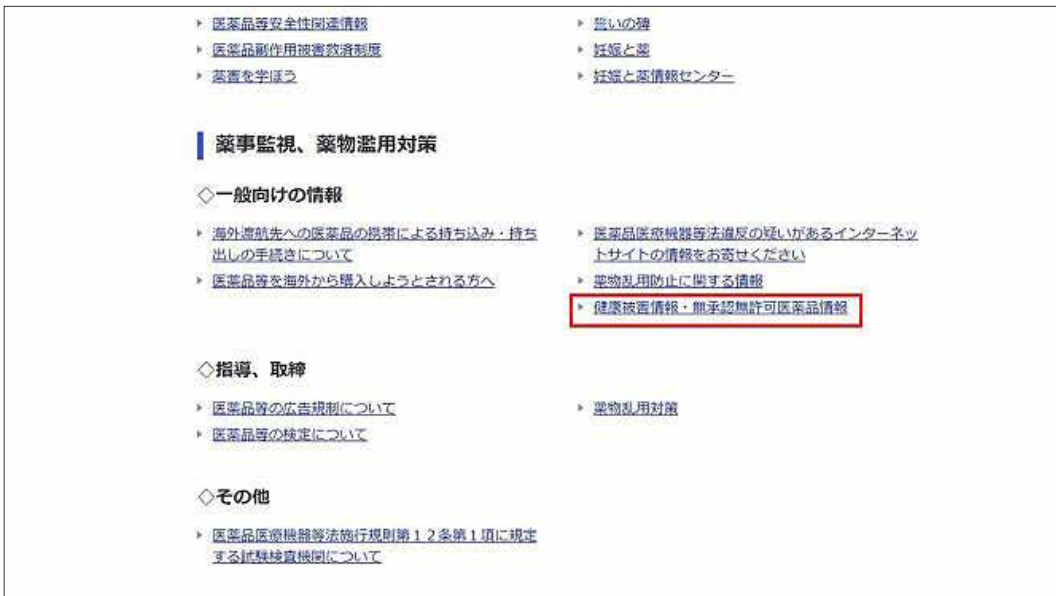 医薬品等安全性関連情報
医薬品副作用被害救済制度
薬害を学ぼう
誓いの碑
妊娠と薬
妊娠と薬情報センター
薬事監視、薬物濫用対策
◇一般向けの情報
海外渡航先への医薬品の携帯による持ち込み・持ち
出しの手続きについて
医薬品等を海外から購入しようとされる方へ
医薬品医療機器等法違反の疑いがあるインターネッ
トサイトの情報をお寄せください
薬物乱用防止に関する情報
健康被害情報・無承認無許可医薬品情報
◇指導、取締
医薬品等の広告規制について
医薬品等の検定について
薬物乱用対策
◇その他
医薬品医療機器等法施行規則第１２条第１項に規定
する試験検査機関について